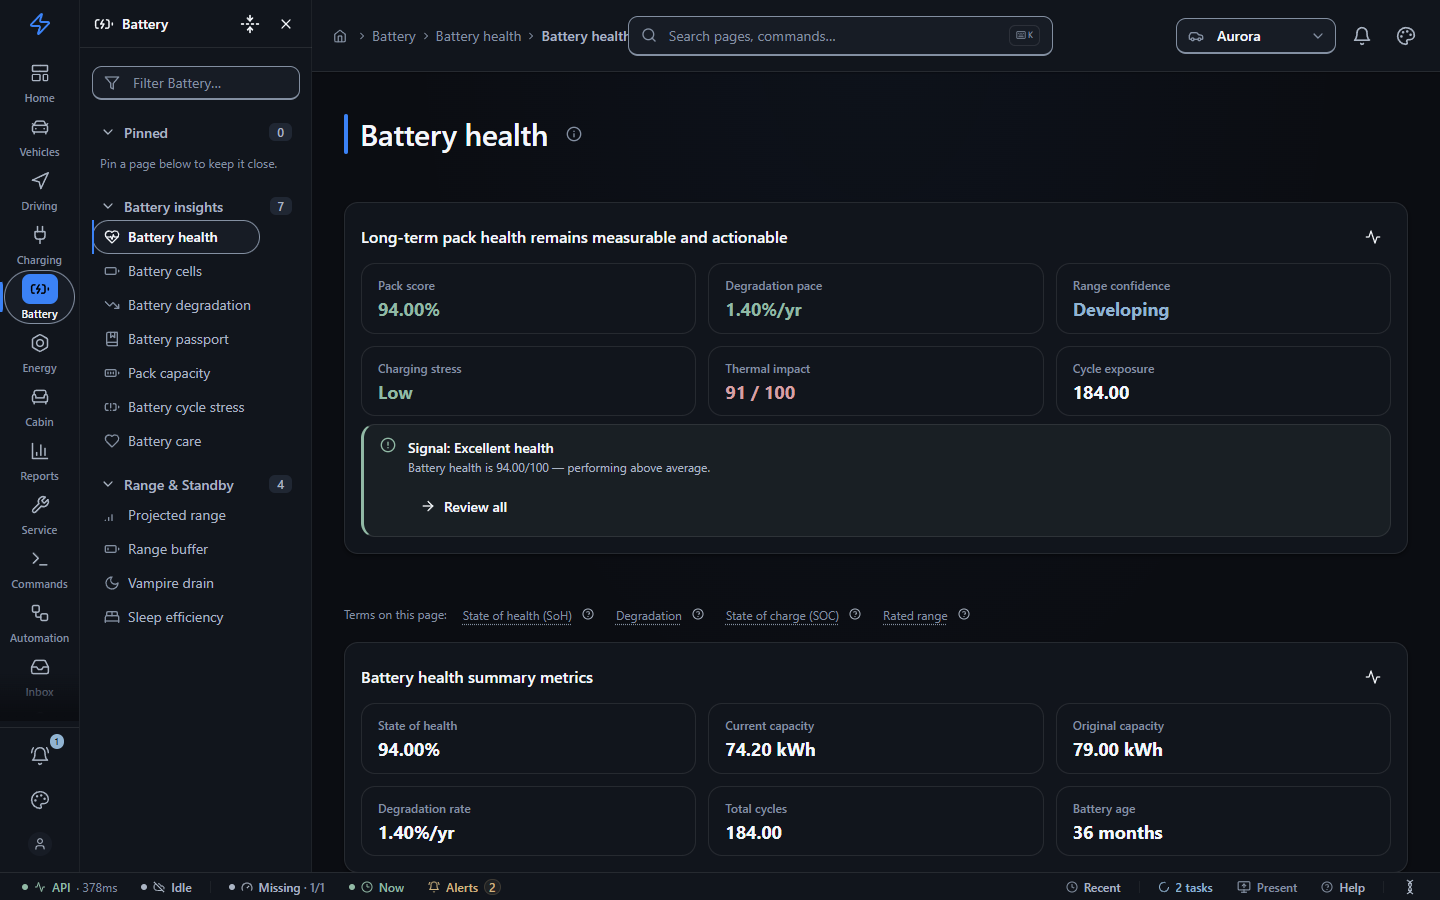 Battery
Battery
Battery health
Battery health
Search pages, commands...
K
Aurora
Home
Vehicles
Driving
Charging
Battery
Energy
Cabin
Reports
Service
Commands
Automation
Inbox
1
Filter Battery...
Pinned
0
Pin a page below to keep it close.
Battery insights
7
Battery health
Battery cells
Battery degradation
Battery passport
Pack capacity
Battery cycle stress
Battery care
Range & Standby
4
Projected range
Range buffer
Vampire drain
Sleep efficiency
Battery health
Long-term pack health remains measurable and actionable
Pack score
94.00%
Degradation pace
1.40%/yr
Range confidence
Developing
Charging stress
Low
Thermal impact
91 / 100
Cycle exposure
184.00
Signal: Excellent health
Battery health is 94.00/100 — performing above average.
Review all
Terms on this page:
State of health (SoH)
Degradation
State of charge (SOC)
Rated range
Battery health summary metrics
State of health
94.00%
Current capacity
74.20 kWh
Original capacity
79.00 kWh
Degradation rate
1.40%/yr
Total cycles
184.00
Battery age
36 months
API · 378ms
Idle
Missing · 1/1
Now
Alerts 2
Recent
2 tasks
Present
Help